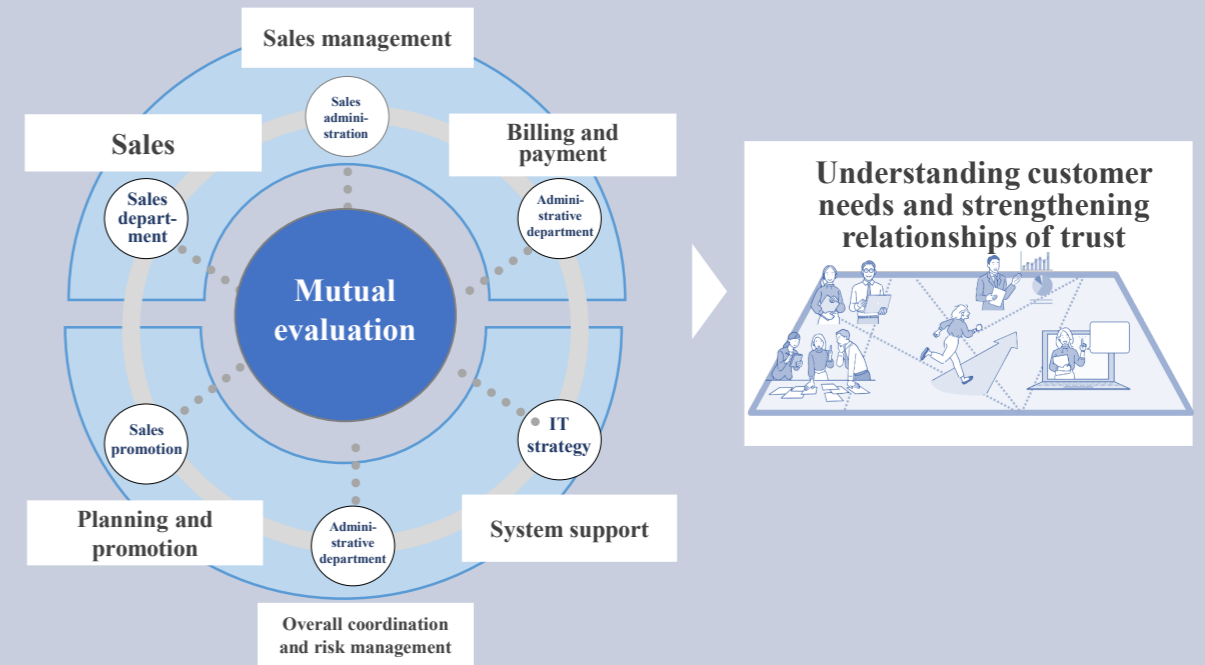 Sales management
Sales
admini-
stration
Sales
Billing and
payment
Sales
depart-
ment
Admini-
strative
department
Mutual
evaluation
Sales
promotion
IT
strategy
Planning and
promotion
Admini-
strative
department
System support
Overall coordination
and risk management
Understanding customer
needs and strengthening
relationships of trust